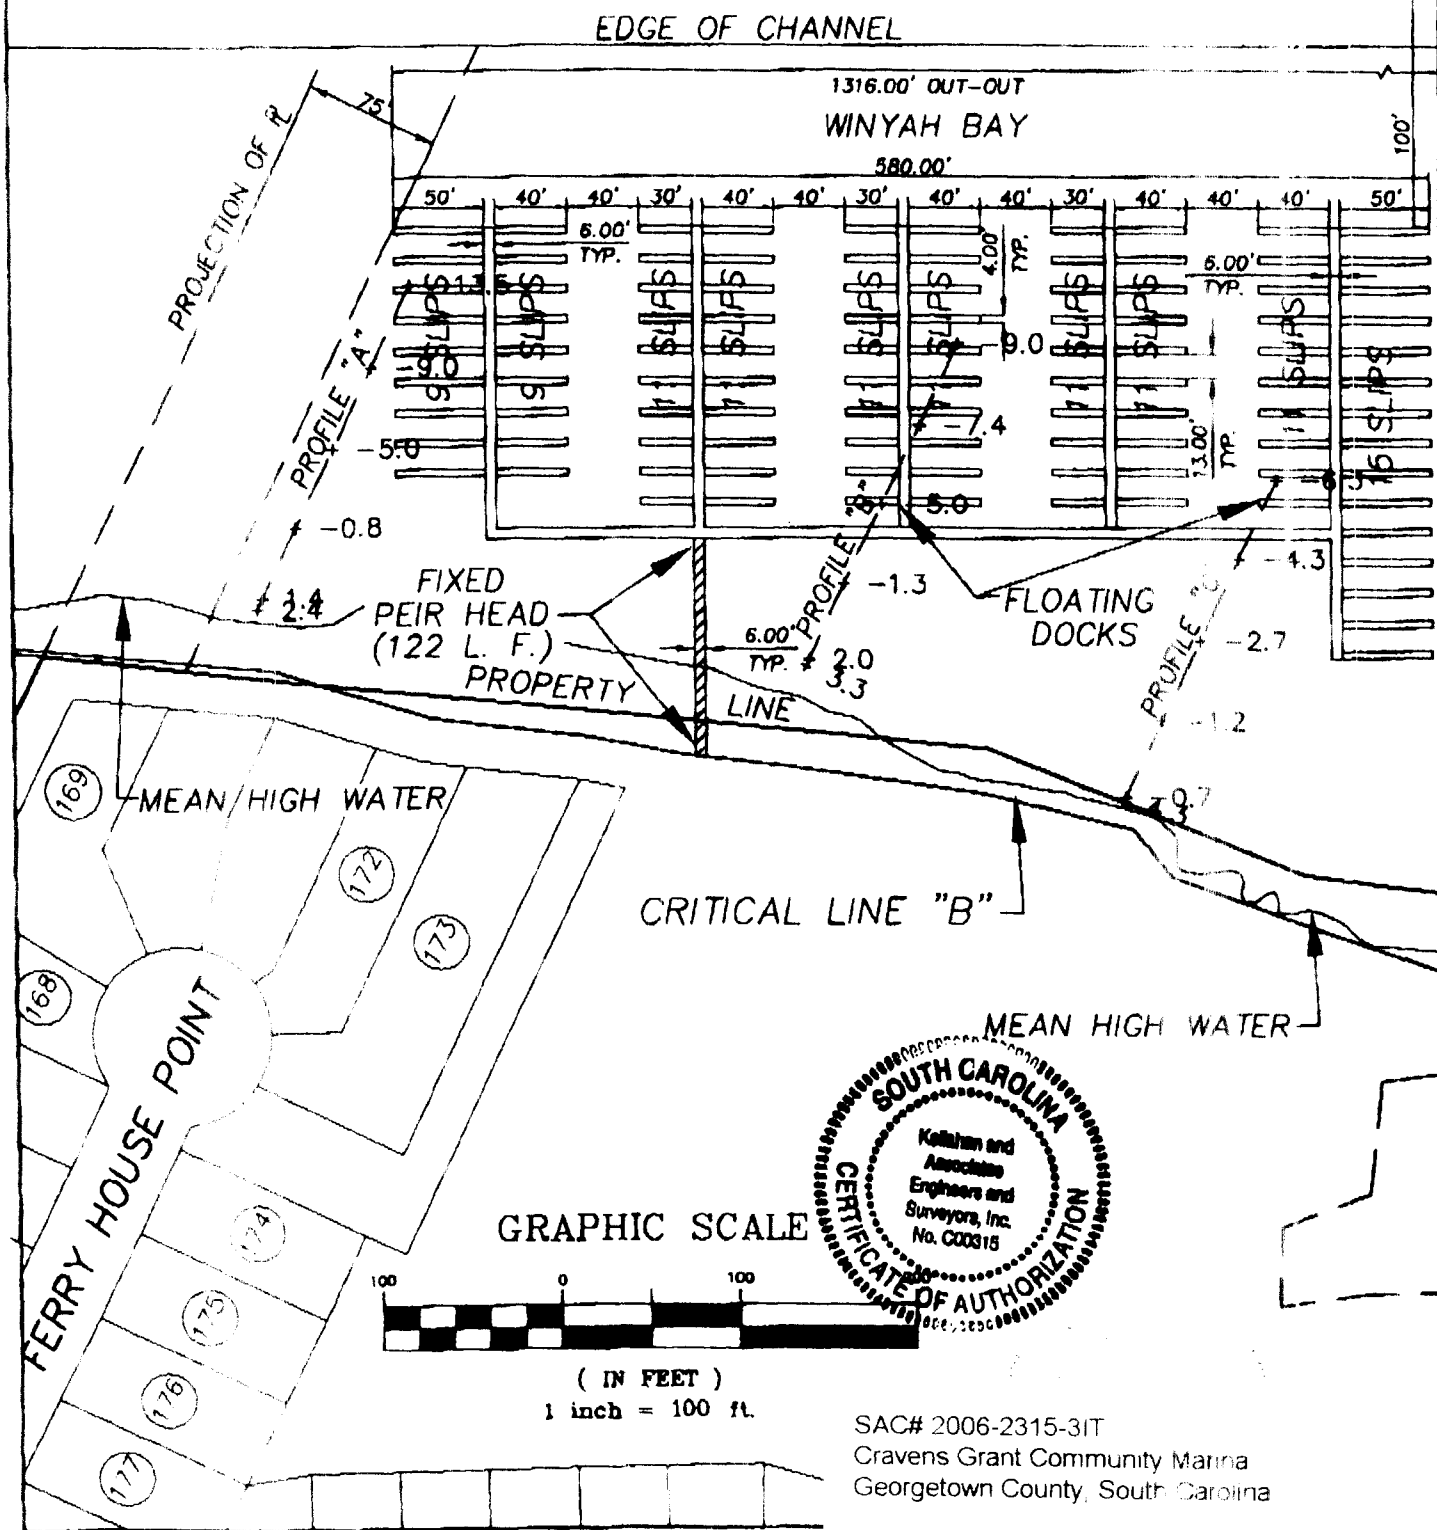 EDGE OF CHANNEL
1316.00' OUT-OUT
WINYAH BAY
75'
PROJECTION OF PL
100'
580.00'
50' 40' 40' 30' 40' 40' 30' 40' 40' 30' 40' 40' 40' 50'
6.00'
TYP.
4.00'
TYP.
6.00'
TYP.
13.00'
TYP.
9 SLIPS
9 SLIPS
11 SLIPS
11 SLIPS
11 SLIPS
11 SLIPS
11 SLIPS
11 SLIPS
11 SLIPS
16 SLIPS
PROFILE "A"
-9.0
-5.0
-0.8
1.4
2.4
PROFILE "B"
-9.0
-7.4
5.0
-1.3
2.0
3.3
PROFILE "C"
-4.3
-2.7
-1.2
0.7
FIXED
PEIR HEAD
(122 L. F.)
6.00'
TYP.
FLOATING
DOCKS
PROPERTY LINE
MEAN HIGH WATER
CRITICAL LINE "B"
MEAN HIGH WATER
169
172
173
168
174
175
176
177
FERRY HOUSE POINT
SOUTH CAROLINA
Kellahan and
Associates
Engineers and
Surveyors, Inc.
No. C00315
CERTIFICATE OF AUTHORIZATION
GRAPHIC SCALE
100 0 100
( IN FEET )
1 inch = 100 ft.
SAC# 2006-2315-3IT
Cravens Grant Community Marina
Georgetown County, South Carolina